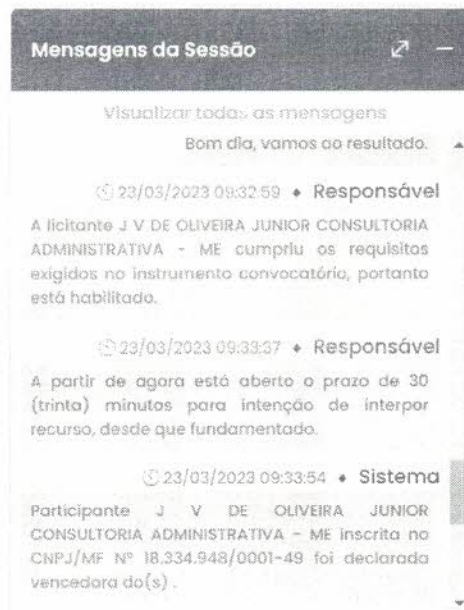 Mensagens da Sessão
Visualizar todas as mensagens
Bom dia, vamos ao resultado.
23/03/2023 09:32:59 • Responsável
A licitante J V DE OLIVEIRA JUNIOR CONSULTORIA
ADMINISTRATIVA - ME cumpriu os requisitos
exigidos no instrumento convocatório, portanto
está habilitado.
23/03/2023 09:33:37 • Responsável
A partir de agora está aberto o prazo de 30
(trinta) minutos para intenção de interpor
recurso, desde que fundamentado.
23/03/2023 09:33:54 • Sistema
Participante J V DE OLIVEIRA JUNIOR
CONSULTORIA ADMINISTRATIVA - ME inscrita no
CNPJ/MF Nº 18.334.948/0001-49 foi declarada
vencedora do(s) .